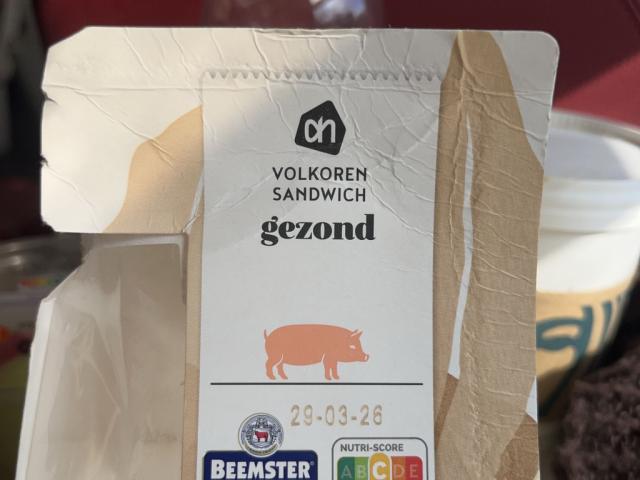 ah
VOLKOREN
SANDWICH
gezond
29-03-26
BEEMSTER®
NUTRI-SCORE
A B C D E